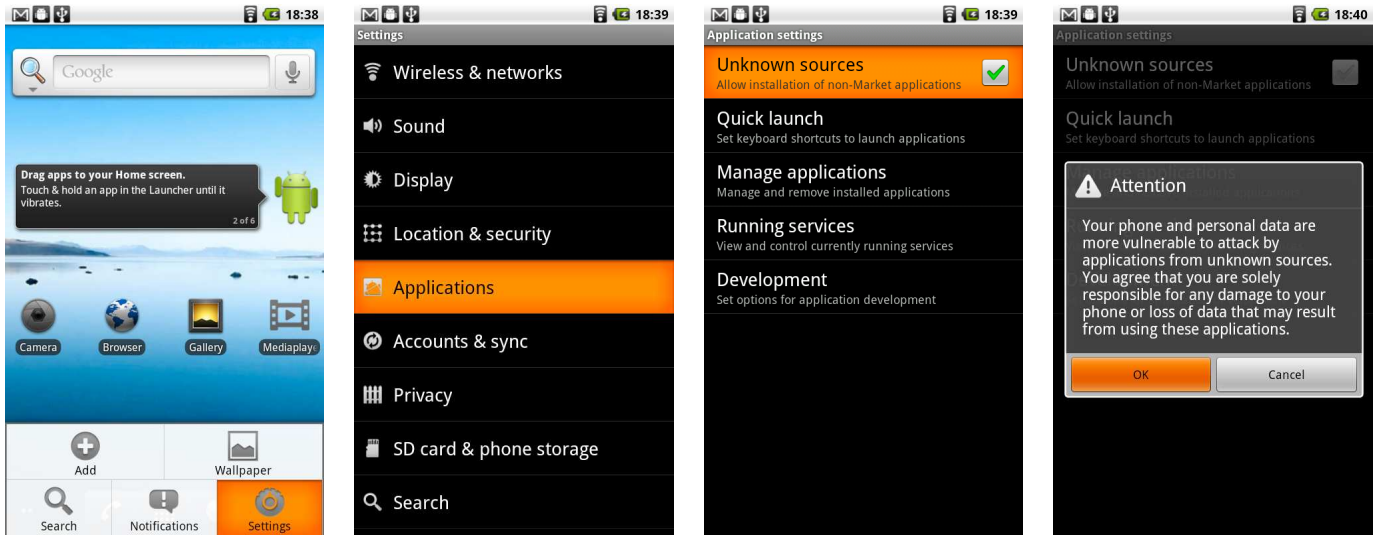 18:38
Google
Drag apps to your Home screen.
Touch & hold an app in the Launcher until it
vibrates.
2 of 6
Camera
Browser
Gallery
Mediaplaye
Add
Wallpaper
Search
Notifications
Settings
18:39
Settings
Wireless & networks
Sound
Display
Location & security
Applications
Accounts & sync
Privacy
SD card & phone storage
Search
18:39
Application settings
Unknown sources
Allow installation of non-Market applications
Quick launch
Set keyboard shortcuts to launch applications
Manage applications
Manage and remove installed applications
Running services
View and control currently running services
Development
Set options for application development
18:40
Application settings
Unknown sources
Allow installation of non-Market applications
Quick launch
Set keyboard shortcuts to launch applications
Attention
Your phone and personal data are
more vulnerable to attack by
applications from unknown sources.
You agree that you are solely
responsible for any damage to your
phone or loss of data that may result
from using these applications.
OK
Cancel